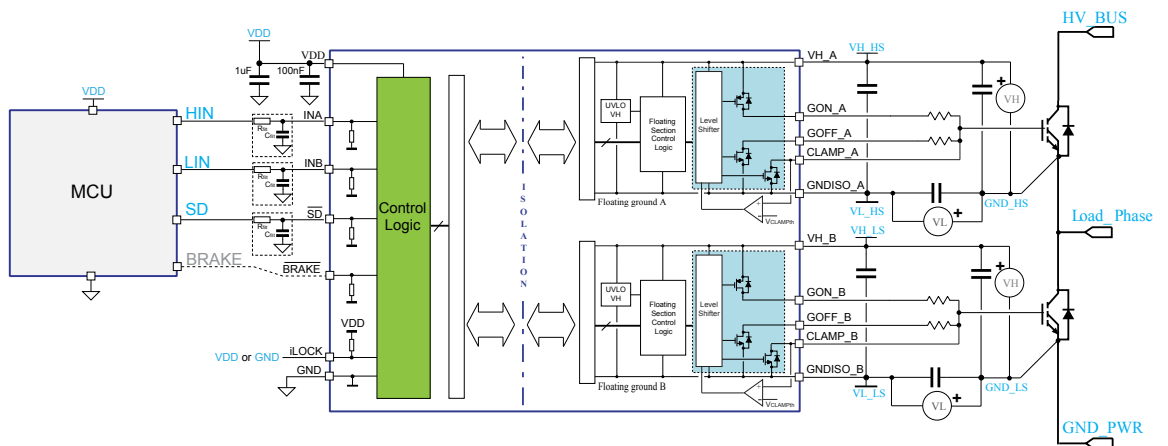 HV_BUS
VDD
VDD
1uF
100nF
VH_A
VH_HS
VH
VDD
MCU
HIN
LIN
SD
BRAKE
INA
INB
SD
BRAKE
VDD
VDD or GND
iLOCK
GND
Control
Logic
ISOLATION
UVLO
VH
Floating
Section
Control
Logic
Level
Shifter
GON_A
GOFF_A
CLAMP_A
GNDISO_A
Floating ground A
VCLAMPth
VL_HS
VL
GND_HS
Load_Phase
VH_B
VH_LS
VH
UVLO
VH
Floating
Section
Control
Logic
Level
Shifter
GON_B
GOFF_B
CLAMP_B
GNDISO_B
Floating ground B
VCLAMPth
VL_LS
VL
GND_LS
GND_PWR